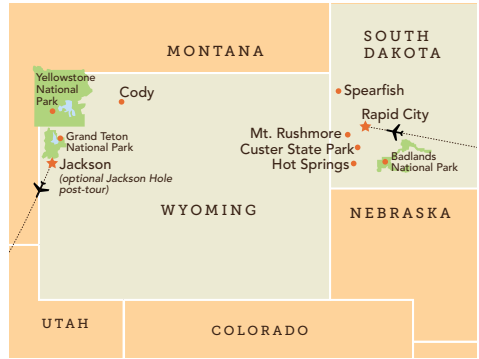 SOUTH
DAKOTA
MONTANA
Yellowstone
National
Park
Cody
Spearfish
Rapid City
Mt. Rushmore
Custer State Park
Hot Springs
Badlands
National Park
Grand Teton
National Park
Jackson
(optional Jackson Hole
post-tour)
WYOMING
NEBRASKA
UTAH
COLORADO